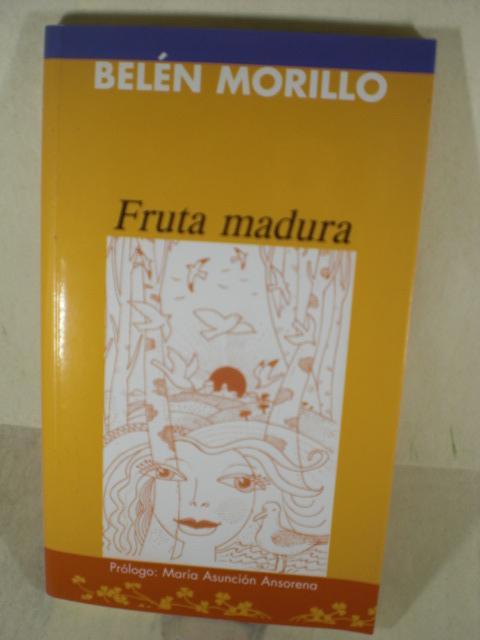 BELÉN MORILLO
Fruta madura
Prólogo: María Asunción Ansorena